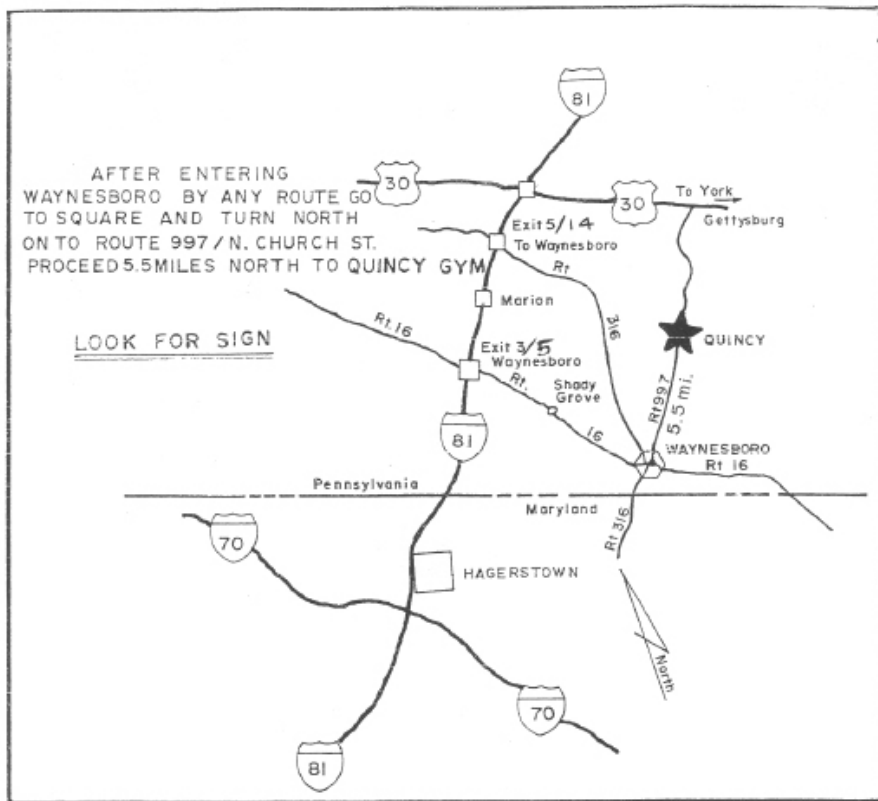 81
AFTER ENTERING
WAYNESBORO BY ANY ROUTE GO
TO SQUARE AND TURN NORTH
ON TO ROUTE 997/N. CHURCH ST.
PROCEED 5.5 MILES NORTH TO QUINCY GYM
LOOK FOR SIGN
30
30
To York
Gettysburg
Exit 5/14
To Waynesboro
Rt
316
Marion
Rt. 16
Exit 3/5
Waynesboro
Rt.
16
Shady
Grove
QUINCY
Rt 997
5.5 mi.
81
WAYNESBORO
Rt 16
Pennsylvania
Maryland
Rt 316
70
HAGERSTOWN
North
70
81